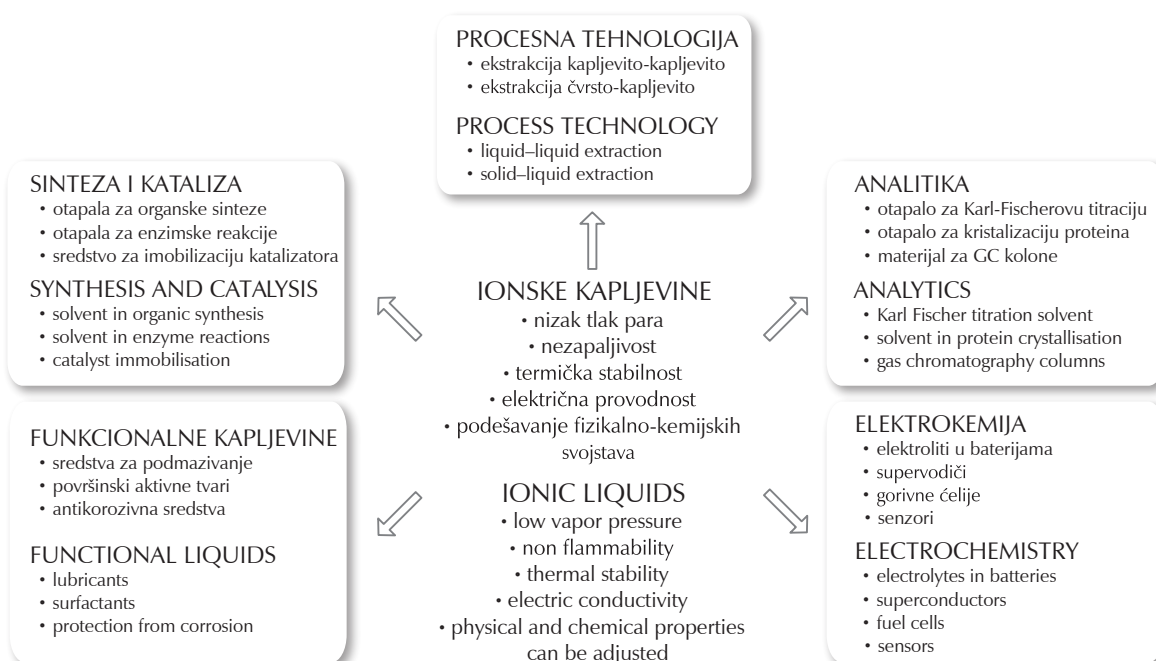 PROCESNA TEHNOLOGIJA
• ekstrakcija kapljevito-kapljevito
• ekstrakcija čvrsto-kapljevito
PROCESS TECHNOLOGY
• liquid–liquid extraction
• solid–liquid extraction
SINTEZA I KATALIZA
• otapala za organske sinteze
• otapala za enzimske reakcije
• sredstvo za imobilizaciju katalizatora
SYNTHESIS AND CATALYSIS
• solvent in organic synthesis
• solvent in enzyme reactions
• catalyst immobilisation
ANALITIKA
• otapalo za Karl-Fischerovu titraciju
• otapalo za kristalizaciju proteina
• materijal za GC kolone
ANALYTICS
• Karl Fischer titration solvent
• solvent in protein crystallisation
• gas chromatography columns
IONSKE KAPLJEVINE
• nizak tlak para
• nezapaljivost
• termička stabilnost
• električna provodnost
• podešavanje fizikalno-kemijskih
svojstava
IONIC LIQUIDS
• low vapor pressure
• non flammability
• thermal stability
• electric conductivity
• physical and chemical properties
can be adjusted
FUNKCIONALNE KAPLJEVINE
• sredstva za podmazivanje
• površinski aktivne tvari
• antikorozivna sredstva
FUNCTIONAL LIQUIDS
• lubricants
• surfactants
• protection from corrosion
ELEKTROKEMIJA
• elektroliti u baterijama
• supervodiči
• gorivne ćelije
• senzori
ELECTROCHEMISTRY
• electrolytes in batteries
• superconductors
• fuel cells
• sensors